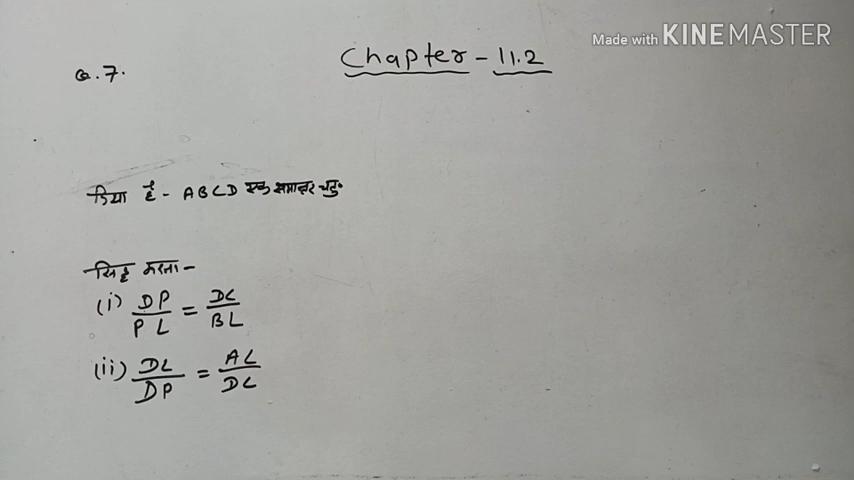 Made with KINEMASTER
Chapter - 11.2
Q.7.
दिया है - ABCD एक समान्तर चतु०
सिद्ध करना -
(i) DP/PL = DC/BL
(ii) DL/DP = AL/DC